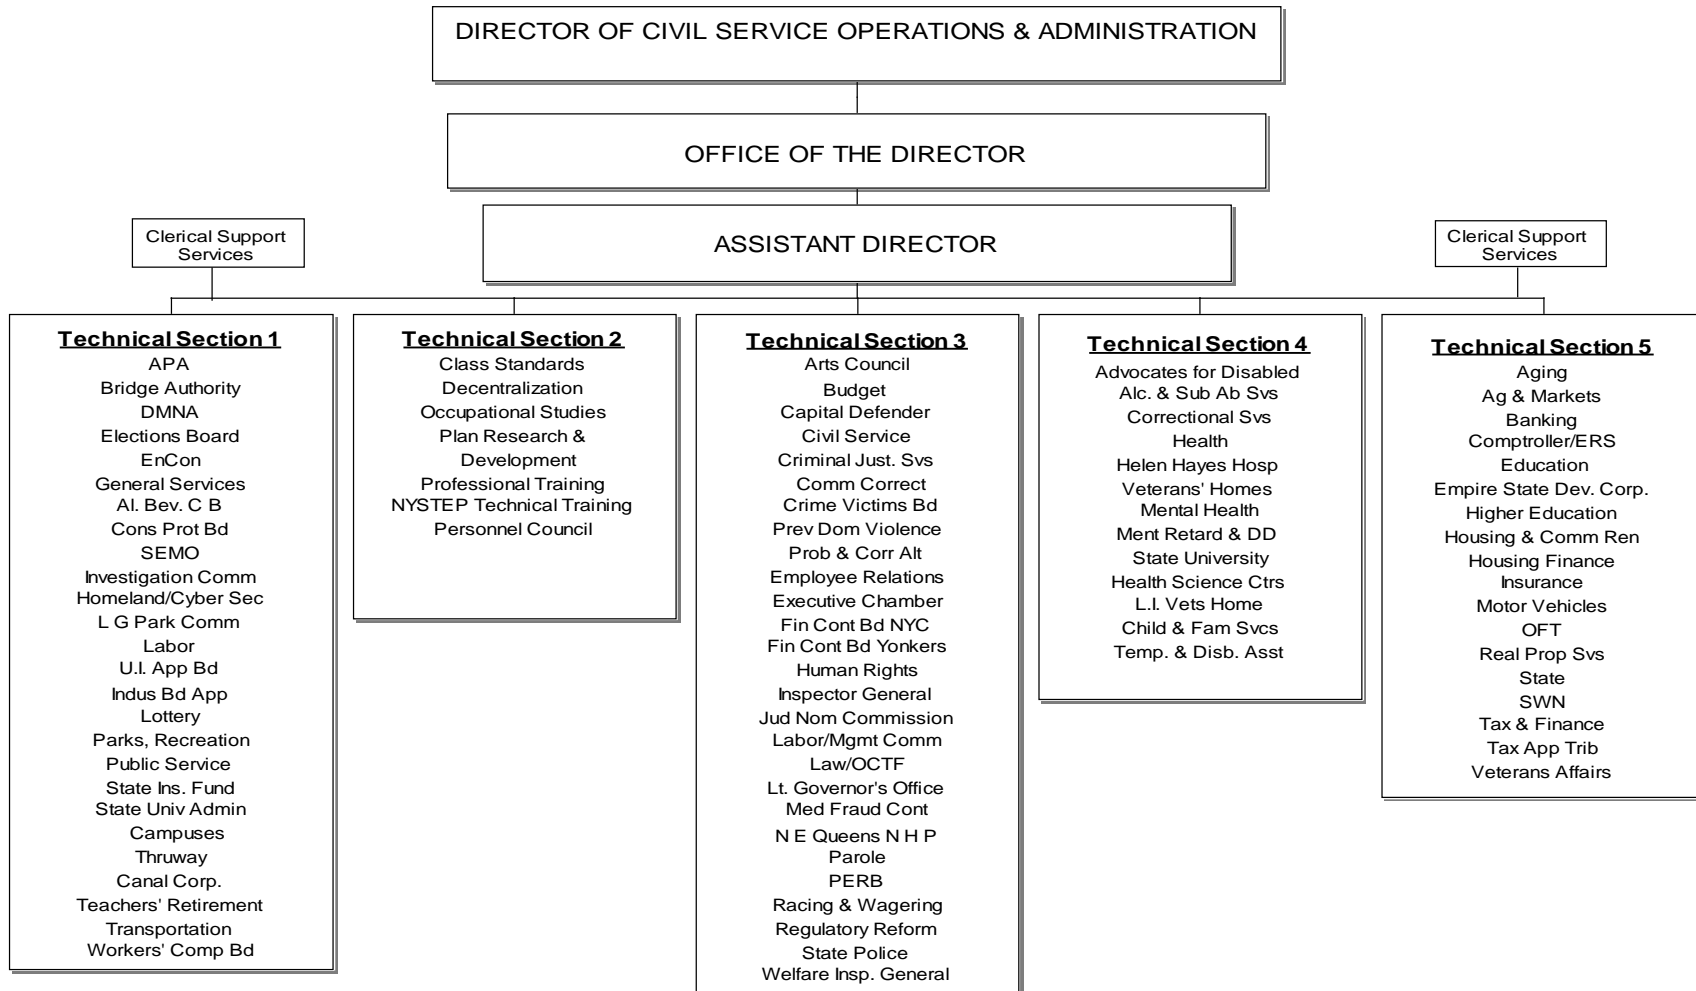 DIRECTOR OF CIVIL SERVICE OPERATIONS & ADMINISTRATION
OFFICE OF THE DIRECTOR
ASSISTANT DIRECTOR
Clerical Support
Services
Clerical Support
Services
Technical Section 1
APA
Bridge Authority
DMNA
Elections Board
EnCon
General Services
Al. Bev. C B
Cons Prot Bd
SEMO
Investigation Comm
Homeland/Cyber Sec
L G Park Comm
Labor
U.I. App Bd
Indus Bd App
Lottery
Parks, Recreation
Public Service
State Ins. Fund
State Univ Admin
Campuses
Thruway
Canal Corp.
Teachers' Retirement
Transportation
Workers' Comp Bd
Technical Section 2
Class Standards
Decentralization
Occupational Studies
Plan Research &
Development
Professional Training
NYSTEP Technical Training
Personnel Council
Technical Section 3
Arts Council
Budget
Capital Defender
Civil Service
Criminal Just. Svs
Comm Correct
Crime Victims Bd
Prev Dom Violence
Prob & Corr Alt
Employee Relations
Executive Chamber
Fin Cont Bd NYC
Fin Cont Bd Yonkers
Human Rights
Inspector General
Jud Nom Commission
Labor/Mgmt Comm
Law/OCTF
Lt. Governor's Office
Med Fraud Cont
N E Queens N H P
Parole
PERB
Racing & Wagering
Regulatory Reform
State Police
Welfare Insp. General
Technical Section 4
Advocates for Disabled
Alc. & Sub Ab Svs
Correctional Svs
Health
Helen Hayes Hosp
Veterans' Homes
Mental Health
Ment Retard & DD
State University
Health Science Ctrs
L.I. Vets Home
Child & Fam Svcs
Temp. & Disb. Asst
Technical Section 5
Aging
Ag & Markets
Banking
Comptroller/ERS
Education
Empire State Dev. Corp.
Higher Education
Housing & Comm Ren
Housing Finance
Insurance
Motor Vehicles
OFT
Real Prop Svs
State
SWN
Tax & Finance
Tax App Trib
Veterans Affairs